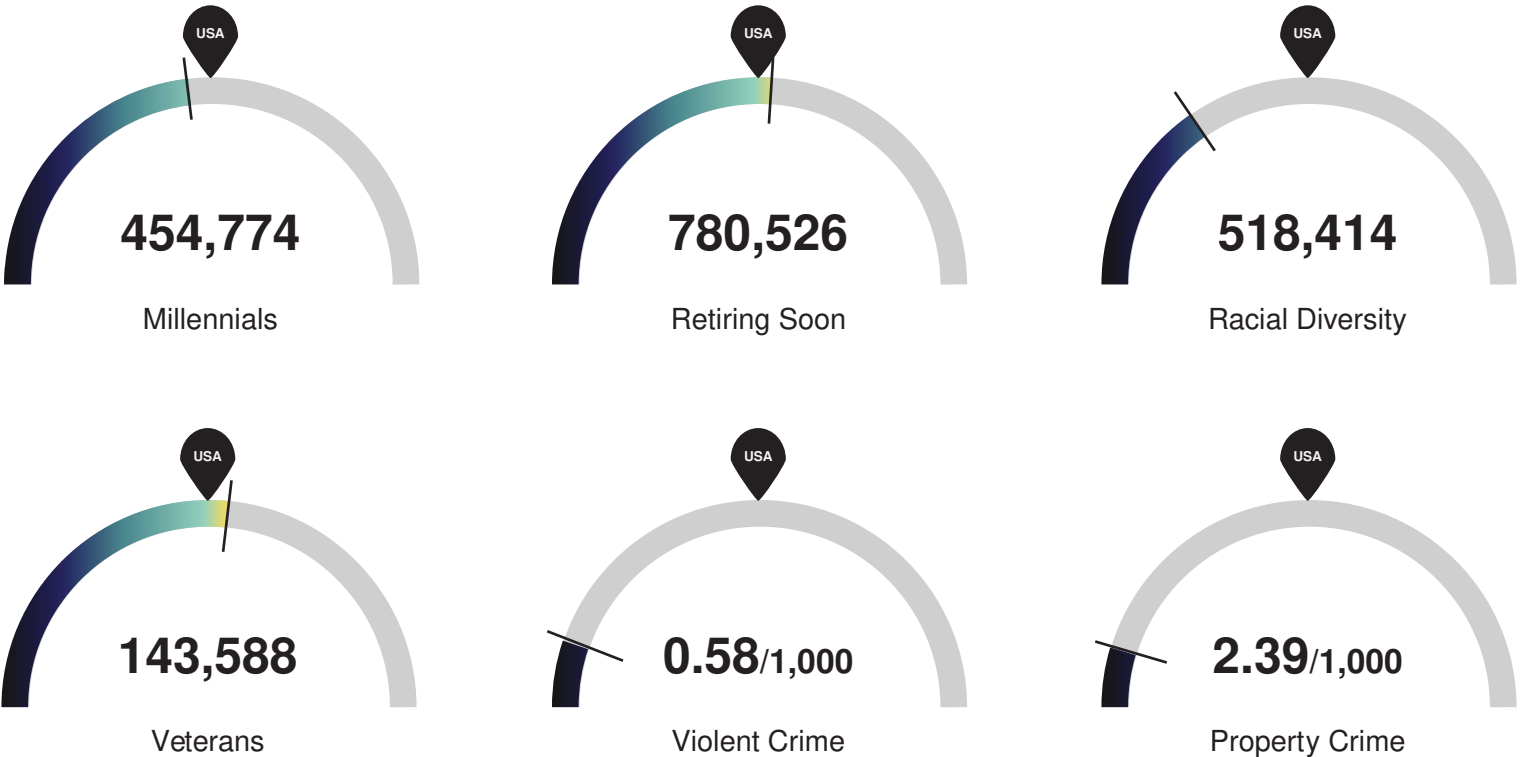 USA
USA
USA
454,774
780,526
518,414
Millennials
Retiring Soon
Racial Diversity
USA
USA
USA
143,588
0.58/1,000
2.39/1,000
Veterans
Violent Crime
Property Crime